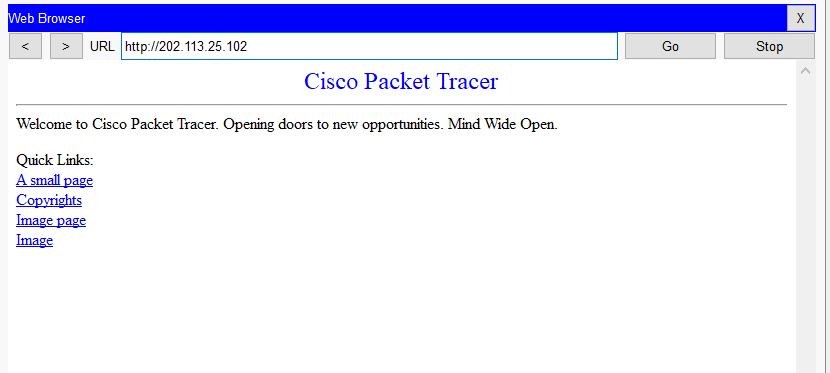 Web Browser X
< > URL http://202.113.25.102 Go Stop
Cisco Packet Tracer
Welcome to Cisco Packet Tracer. Opening doors to new opportunities. Mind Wide Open.
Quick Links:
A small page
Copyrights
Image page
Image